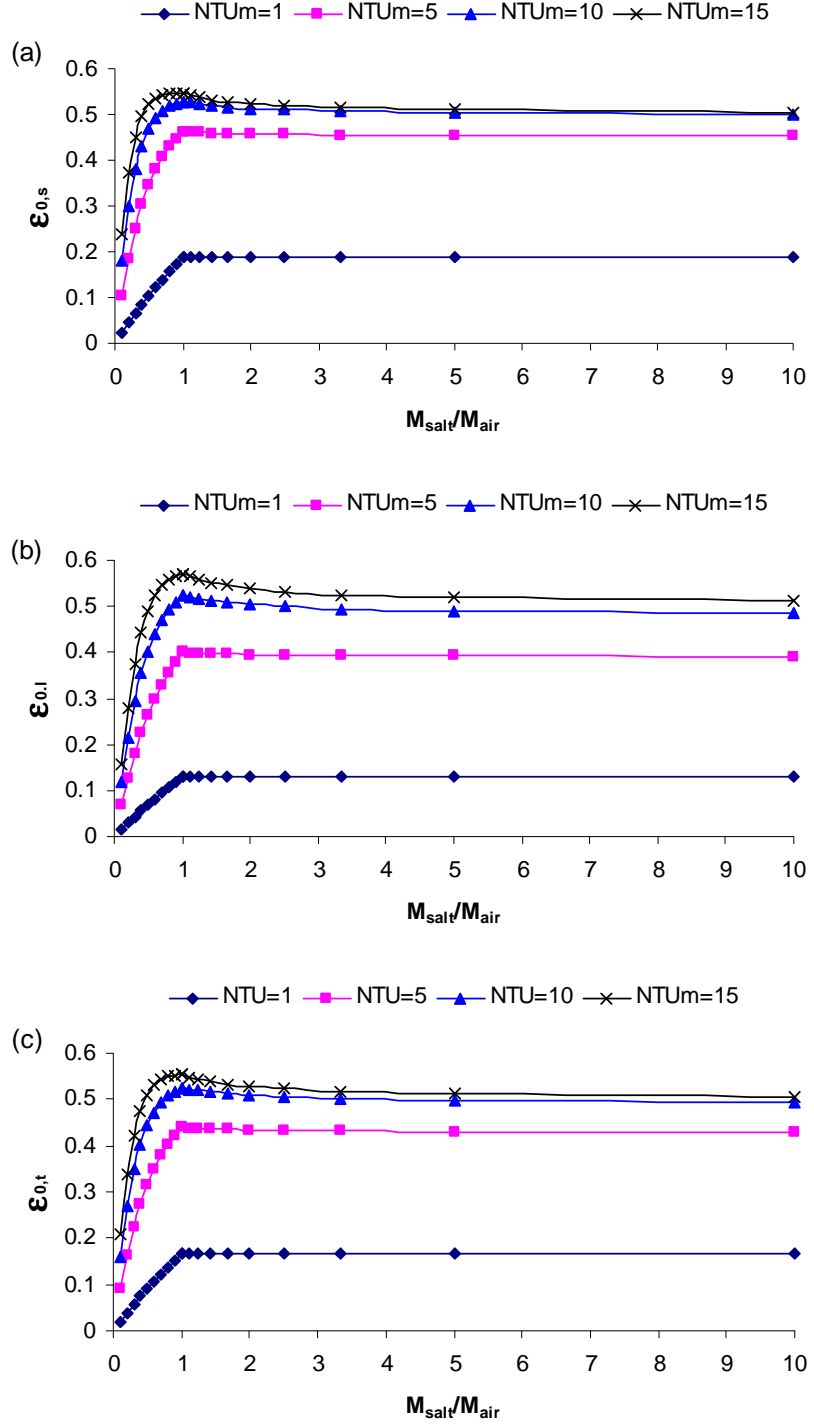 NTUm=1 NTUm=5 NTUm=10 NTUm=15
(a)
0.6
0.5
0.4
0.3
0.2
0.1
0
ε0,s
0 1 2 3 4 5 6 7 8 9 10
Msalt/Mair
NTUm=1 NTUm=5 NTUm=10 NTUm=15
(b)
0.6
0.5
0.4
0.3
0.2
0.1
0
ε0.l
0 1 2 3 4 5 6 7 8 9 10
Msalt/Mair
NTU=1 NTU=5 NTU=10 NTUm=15
(c)
0.6
0.5
0.4
0.3
0.2
0.1
0
ε0,t
0 1 2 3 4 5 6 7 8 9 10
Msalt/Mair